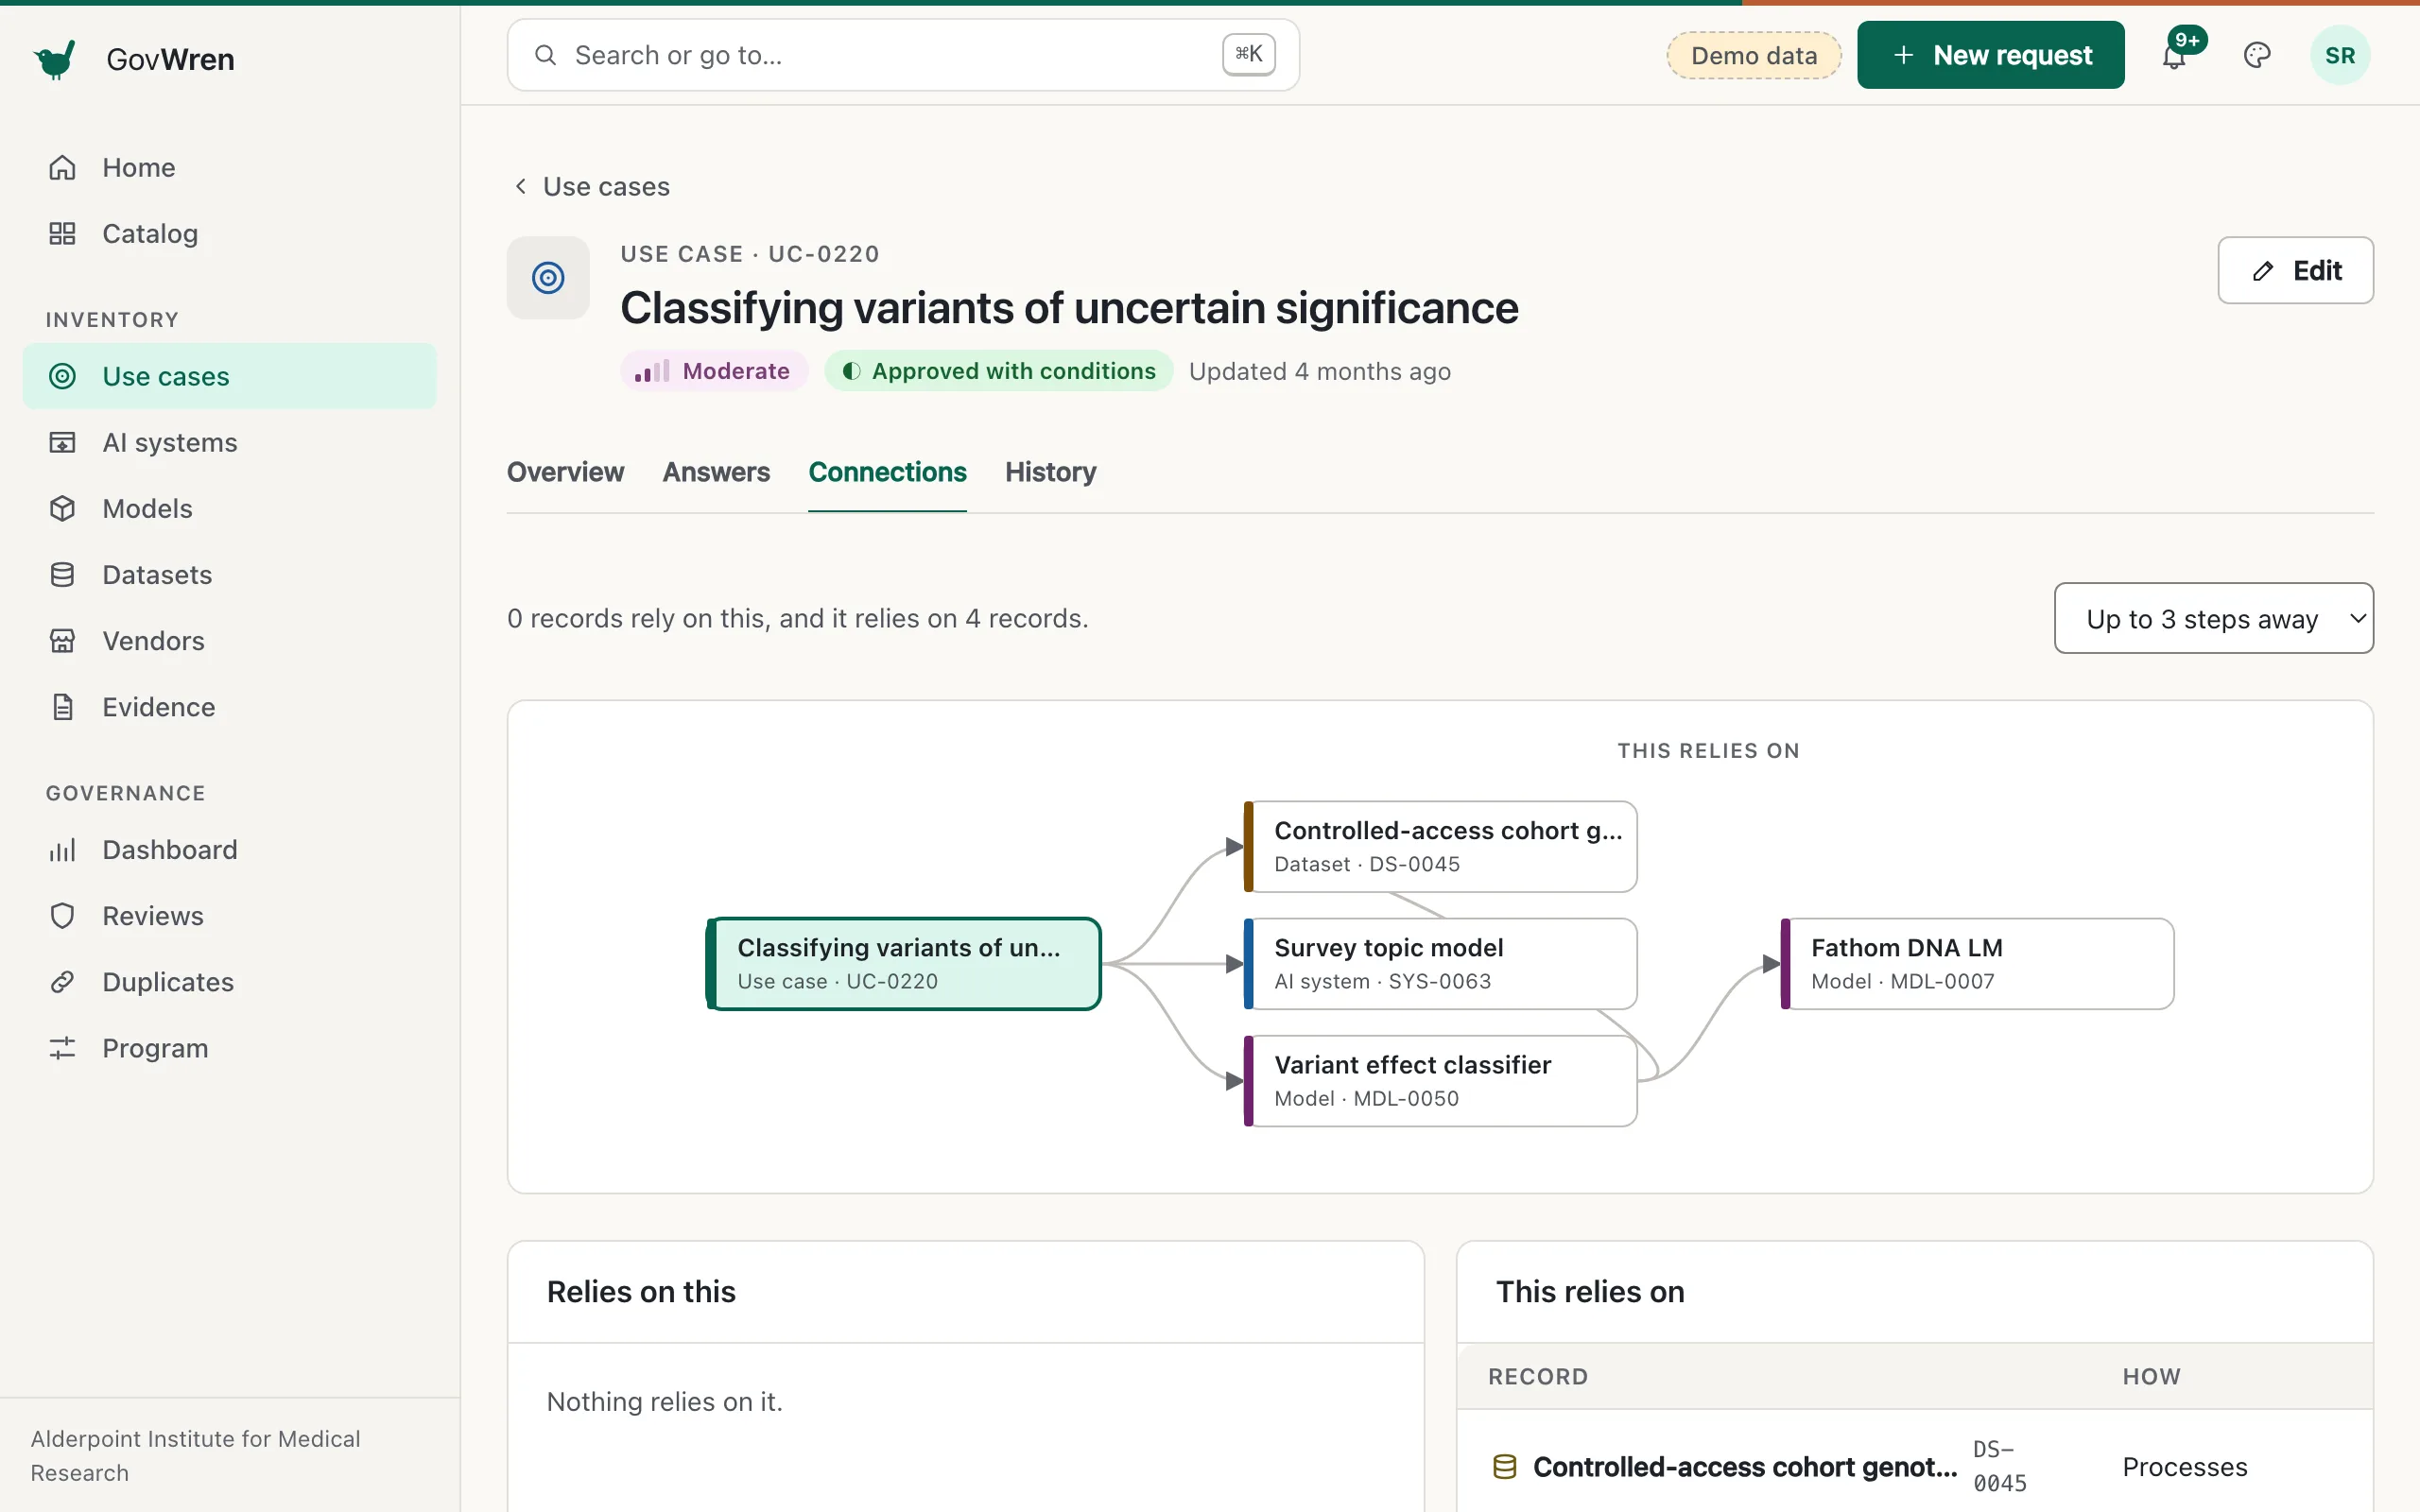 GovWren
Search or go to...
⌘K
Demo data
+ New request
9+
SR
Home
Catalog
INVENTORY
Use cases
AI systems
Models
Datasets
Vendors
Evidence
GOVERNANCE
Dashboard
Reviews
Duplicates
Program
Alderpoint Institute for Medical
Research
Use cases
USE CASE · UC-0220
Classifying variants of uncertain significance
Moderate
Approved with conditions
Updated 4 months ago
Edit
Overview
Answers
Connections
History
0 records rely on this, and it relies on 4 records.
Up to 3 steps away
THIS RELIES ON
Controlled-access cohort g...
Dataset · DS-0045
Classifying variants of un...
Use case · UC-0220
Survey topic model
AI system · SYS-0063
Fathom DNA LM
Model · MDL-0007
Variant effect classifier
Model · MDL-0050
Relies on this
Nothing relies on it.
This relies on
RECORD
HOW
Controlled-access cohort genot...
DS-
0045
Processes